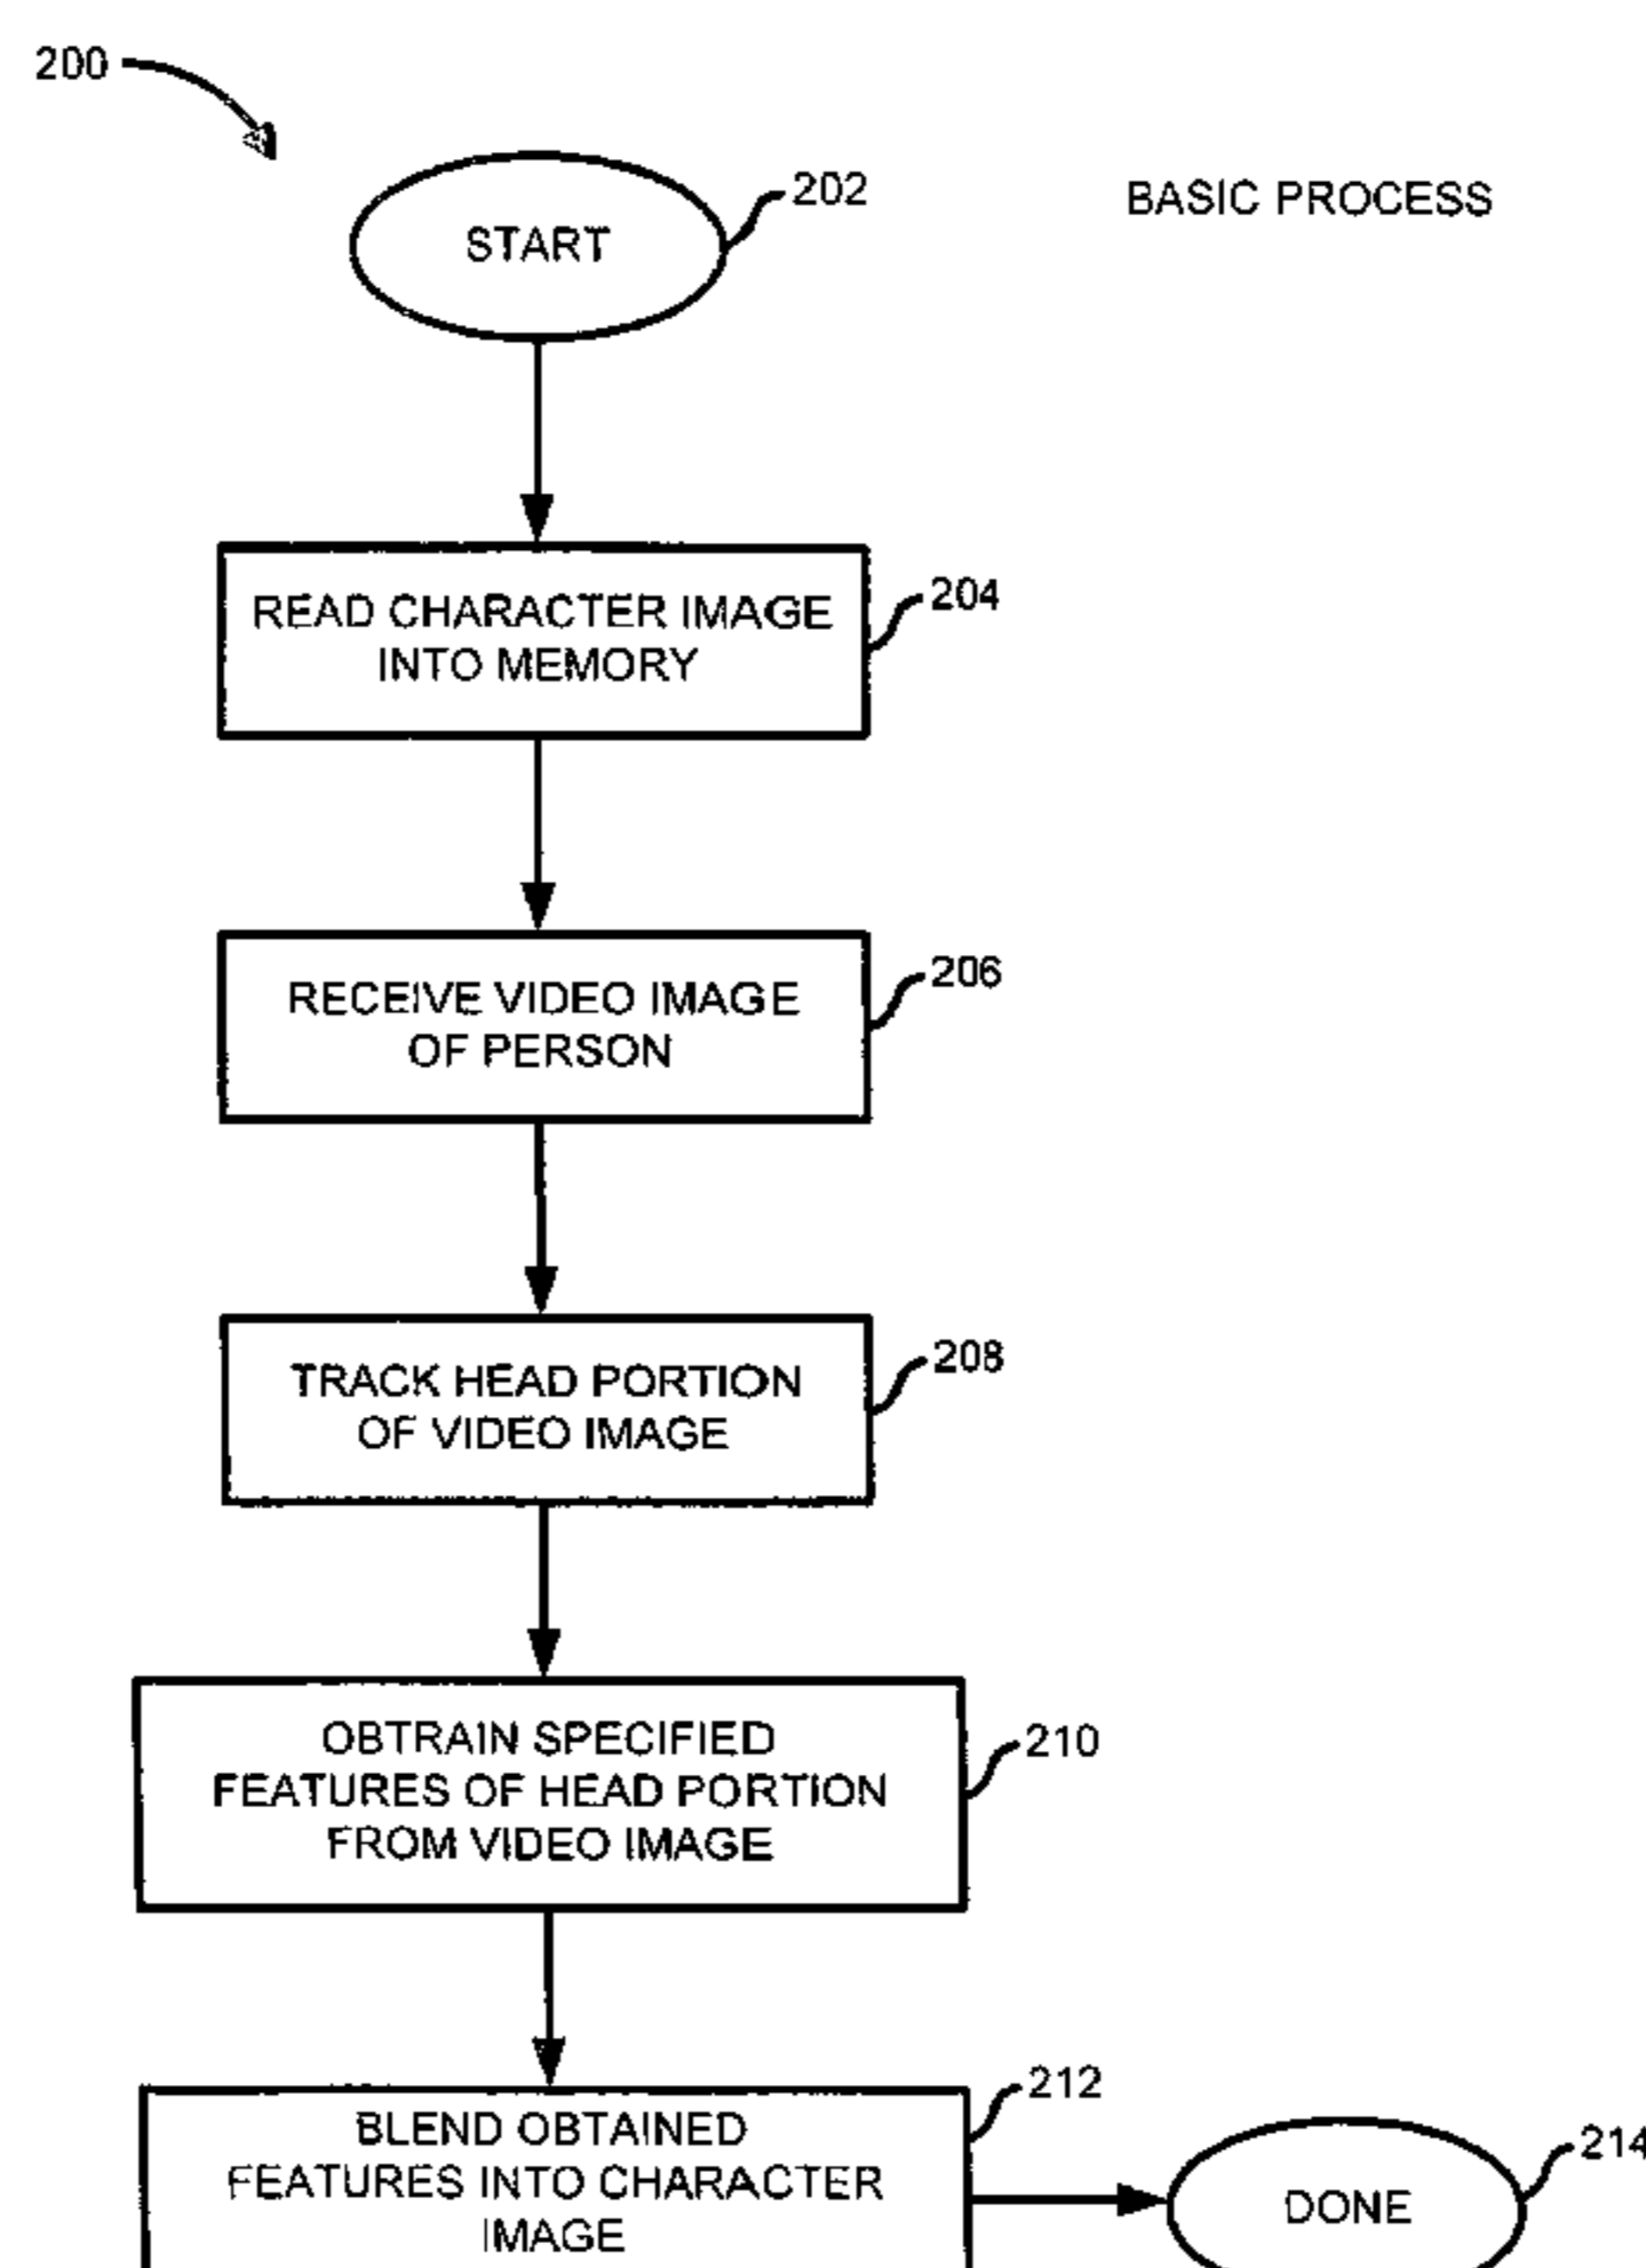 200
202
BASIC PROCESS
START
204
READ CHARACTER IMAGE
INTO MEMORY
206
RECEIVE VIDEO IMAGE
OF PERSON
208
TRACK HEAD PORTION
OF VIDEO IMAGE
210
OBTRAIN SPECIFIED
FEATURES OF HEAD PORTION
FROM VIDEO IMAGE
212
BLEND OBTAINED
FEATURES INTO CHARACTER
IMAGE
214
DONE